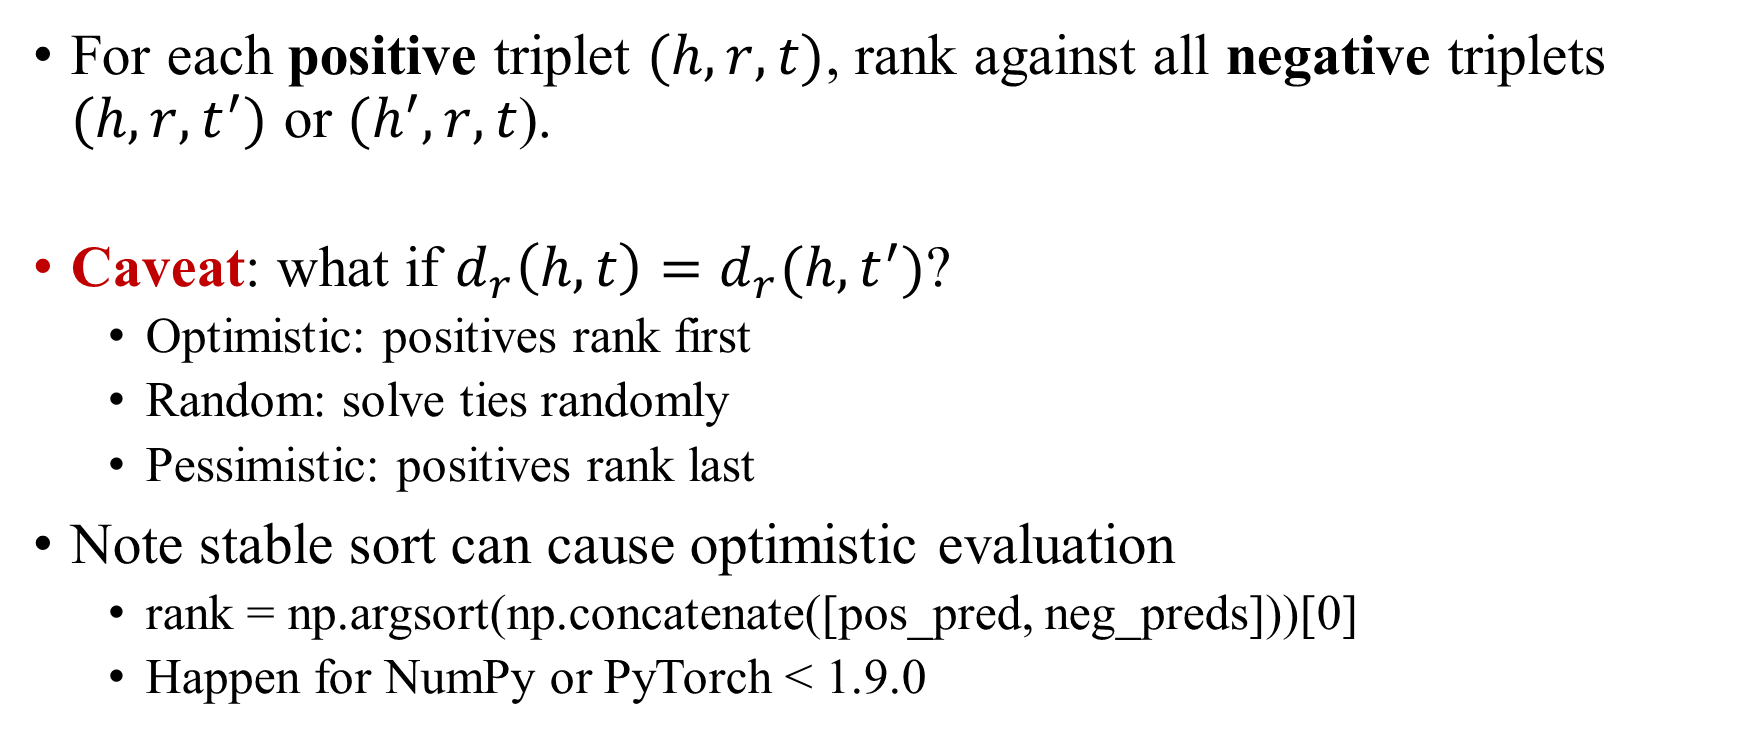 • For each positive triplet (h, r, t), rank against all negative triplets
(h, r, t′) or (h′, r, t).
• Caveat: what if dᵣ(h, t) = dᵣ(h, t′)?
• Optimistic: positives rank first
• Random: solve ties randomly
• Pessimistic: positives rank last
• Note stable sort can cause optimistic evaluation
• rank = np.argsort(np.concatenate([pos_pred, neg_preds]))[0]
• Happen for NumPy or PyTorch < 1.9.0